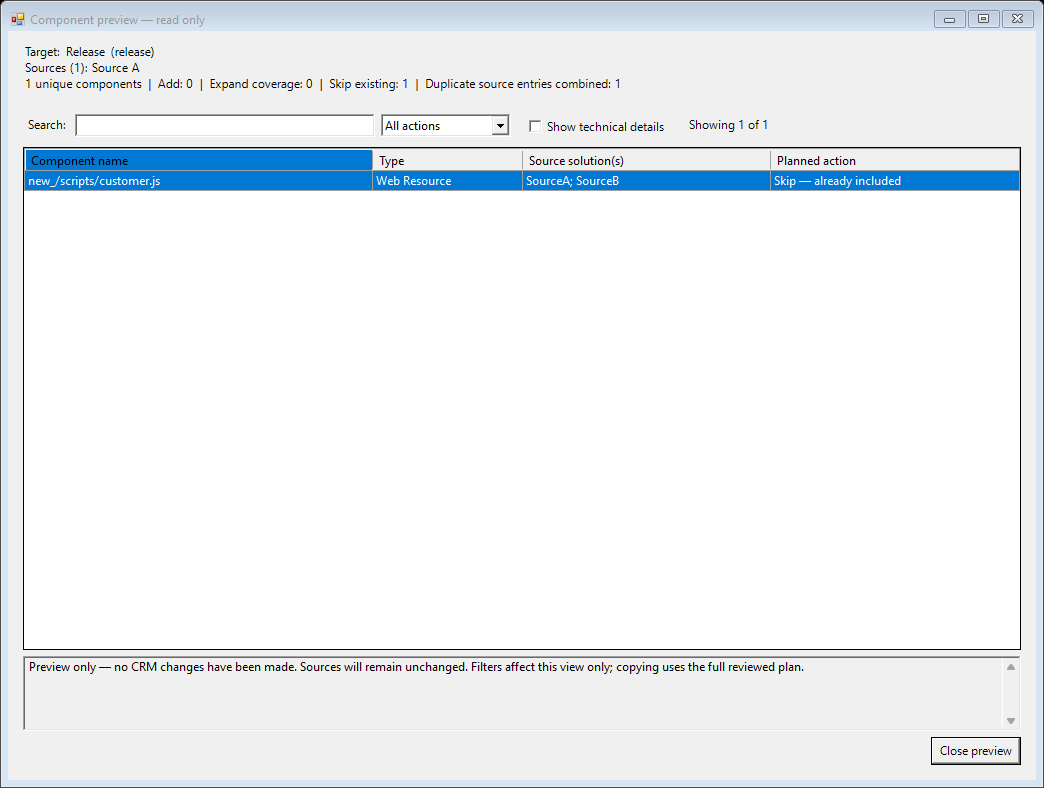 Component preview — read only
Target:  Release  (release)
Sources (1): Source A
1 unique components  |  Add: 0  |  Expand coverage: 0  |  Skip existing: 1  |  Duplicate source entries combined: 1
Search:  All actions  Show technical details  Showing 1 of 1
Component name  Type  Source solution(s)  Planned action
new_/scripts/customer.js  Web Resource  SourceA; SourceB  Skip — already included
Preview only — no CRM changes have been made. Sources will remain unchanged. Filters affect this view only; copying uses the full reviewed plan.
Close preview